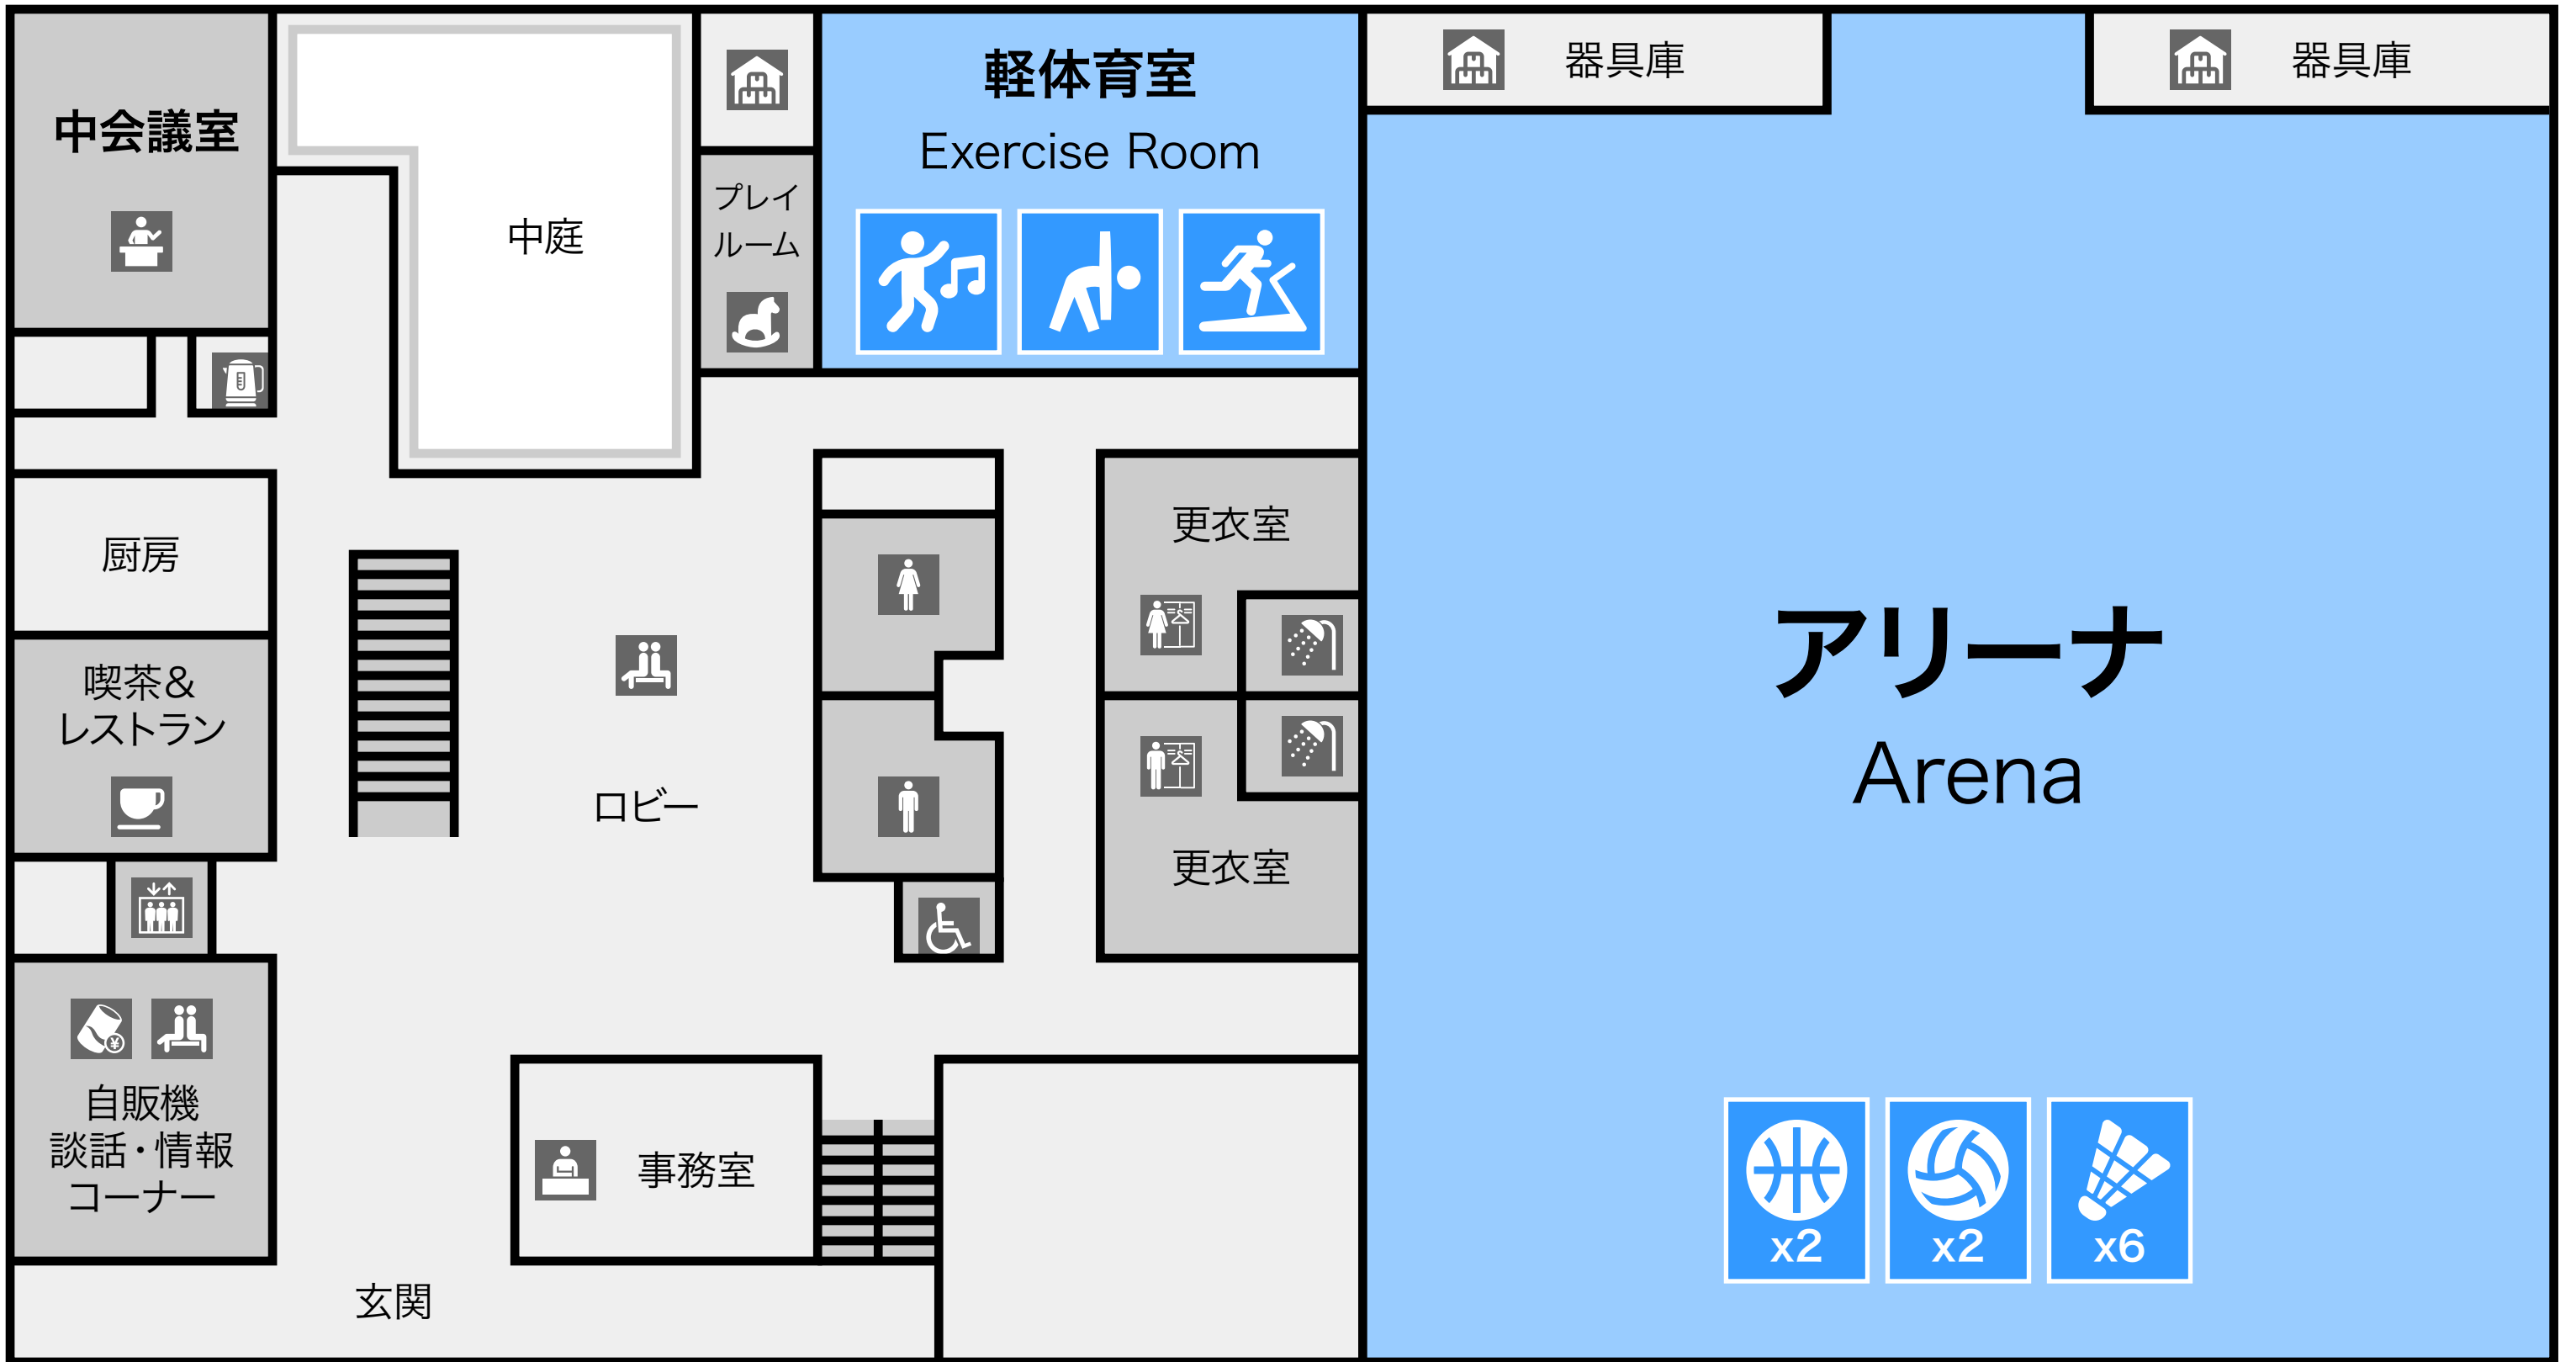 中会議室
中庭
プレイ
ルーム
軽体育室
Exercise Room
器具庫
器具庫
厨房
喫茶&
レストラン
ロビー
更衣室
更衣室
アリーナ
Arena
¥
自販機
談話・情報
コーナー
事務室
玄関
x2
x2
x6